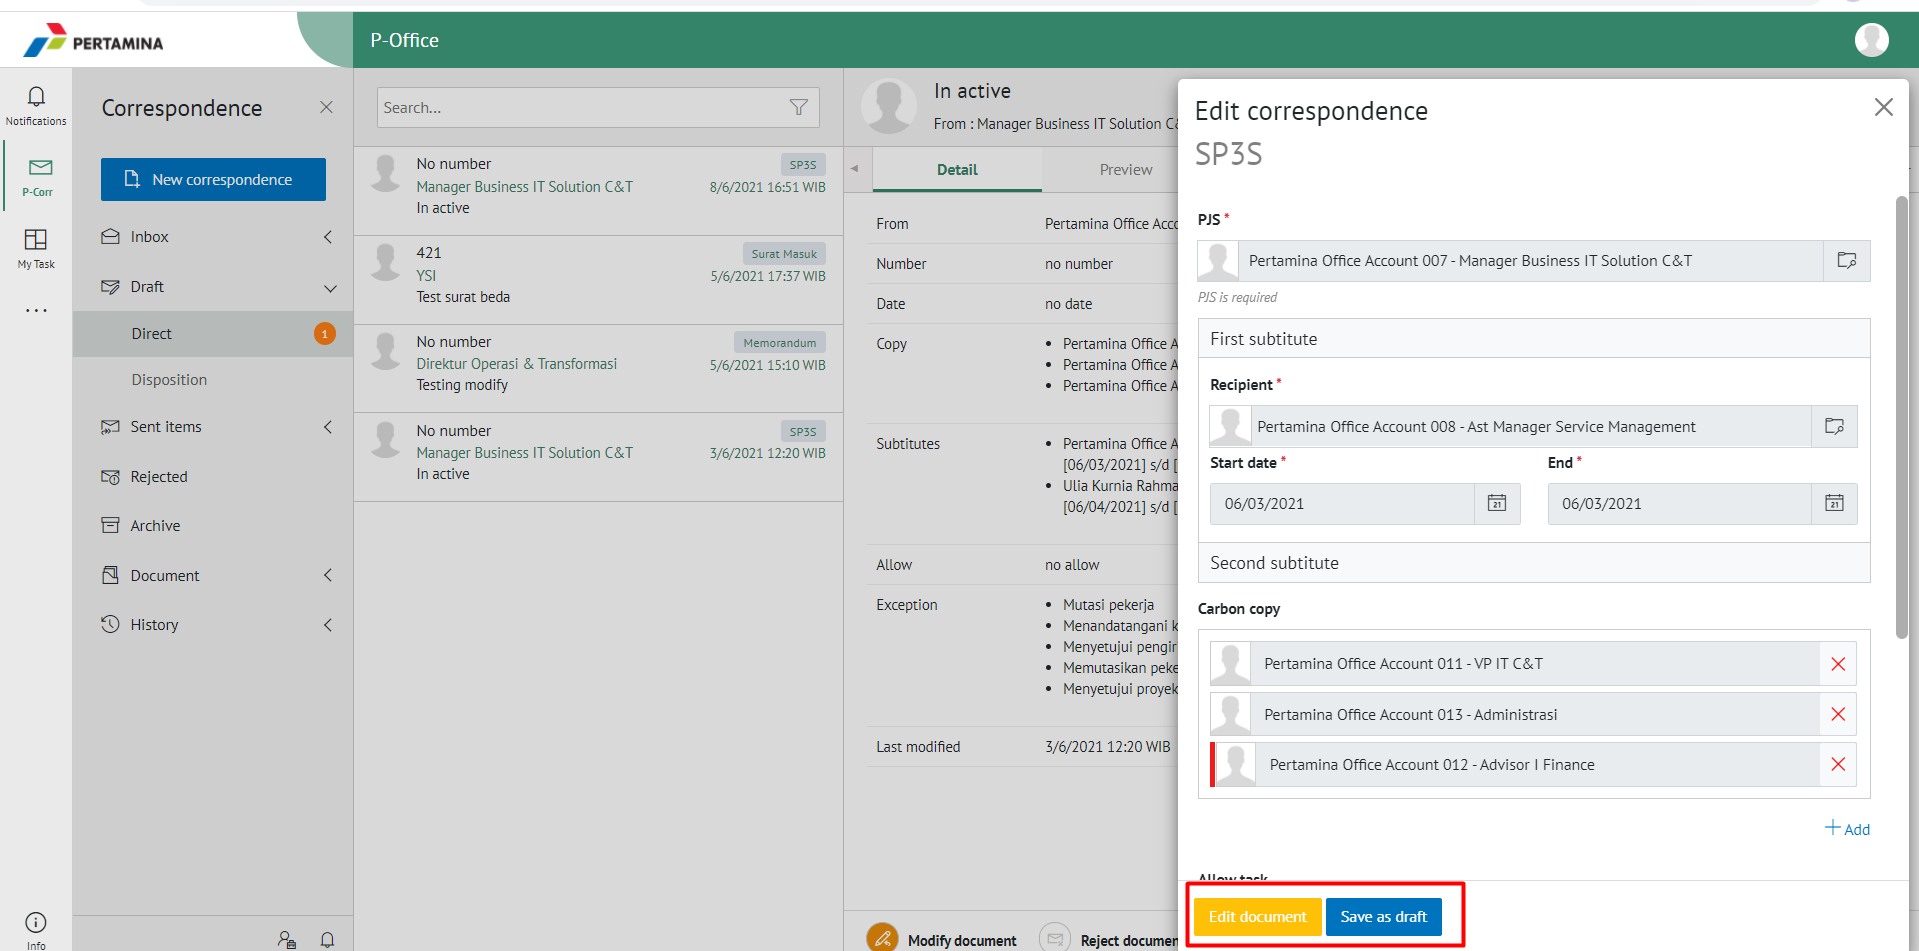 PERTAMINA
P-Office
Notifications
P-Corr
My Task
Info
Correspondence
New correspondence
Inbox
Draft
Direct
1
Disposition
Sent items
Rejected
Archive
Document
History
Search...
No number
SP3S
Manager Business IT Solution C&T
8/6/2021 16:51 WIB
In active
421
Surat Masuk
YSI
5/6/2021 17:37 WIB
Test surat beda
No number
Memorandum
Direktur Operasi & Transformasi
5/6/2021 15:10 WIB
Testing modify
No number
SP3S
Manager Business IT Solution C&T
3/6/2021 12:20 WIB
In active
In active
From : Manager Business IT Solution C&
Detail
Preview
From
Pertamina Office Acc
Number
no number
Date
no date
Copy
• Pertamina Office A
• Pertamina Office A
• Pertamina Office A
Subtitutes
• Pertamina Office A
[06/03/2021] s/d [
• Ulia Kurnia Rahma
[06/04/2021] s/d [
Allow
no allow
Exception
• Mutasi pekerja
• Menandatangani k
• Menyetujui pengir
• Memutasikan peke
• Menyetujui proyek
Last modified
3/6/2021 12:20 WIB
Modify document
Reject documen
Edit correspondence
SP3S
PJS *
Pertamina Office Account 007 - Manager Business IT Solution C&T
PJS is required
First subtitute
Recipient *
Pertamina Office Account 008 - Ast Manager Service Management
Start date *
End *
06/03/2021
21
06/03/2021
21
Second subtitute
Carbon copy
Pertamina Office Account 011 - VP IT C&T
Pertamina Office Account 013 - Administrasi
Pertamina Office Account 012 - Advisor I Finance
+ Add
Allow task
Edit document
Save as draft